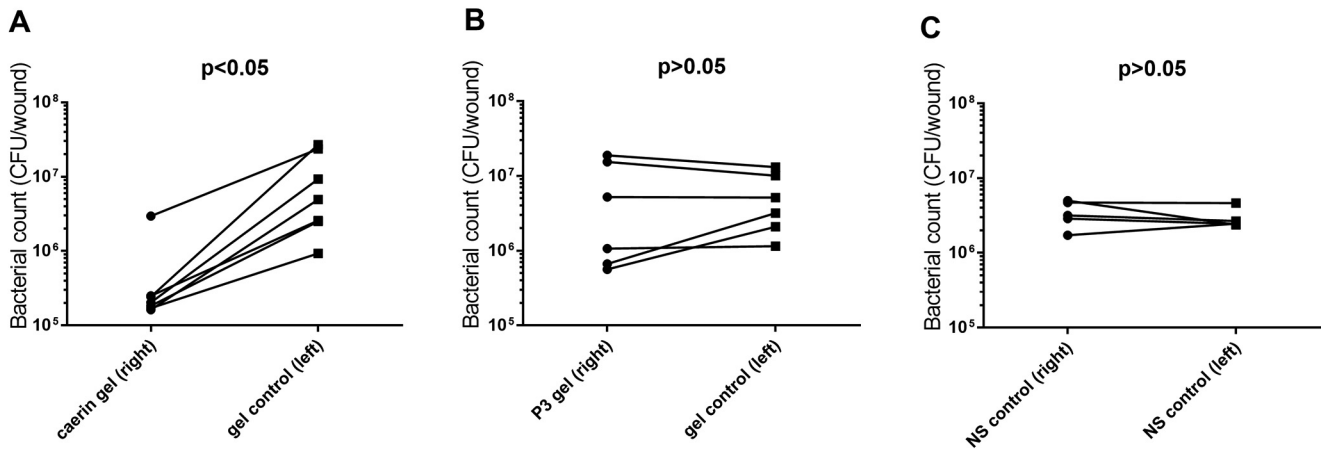 A
p<0.05
Bacterial count (CFU/wound)
10⁸
10⁷
10⁶
10⁵
caerin gel (right)
gel control (left)
B
p>0.05
Bacterial count (CFU/wound)
10⁸
10⁷
10⁶
10⁵
P3 gel (right)
gel control (left)
C
p>0.05
Bacterial count (CFU/wound)
10⁸
10⁷
10⁶
10⁵
NS control (right)
NS control (left)